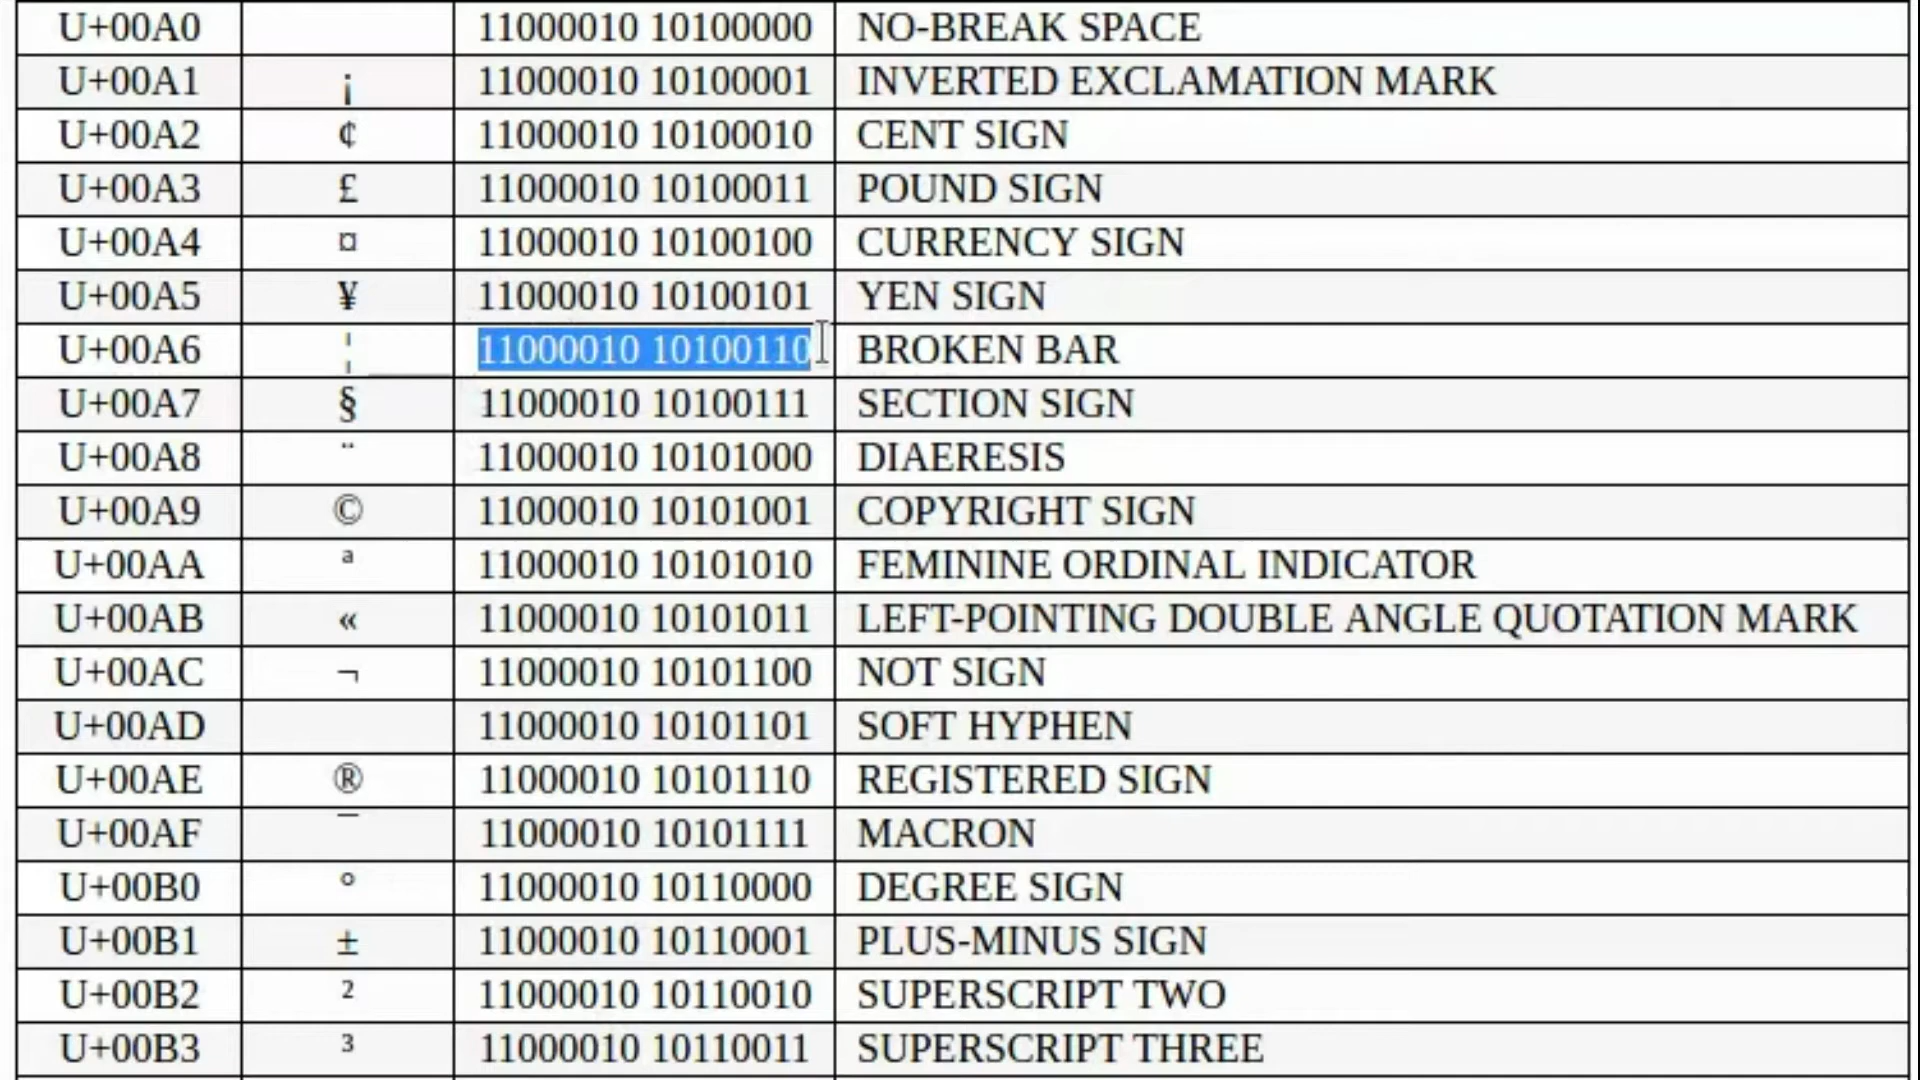 U+00A0 11000010 10100000 NO-BREAK SPACE
U+00A1 ¡ 11000010 10100001 INVERTED EXCLAMATION MARK
U+00A2 ¢ 11000010 10100010 CENT SIGN
U+00A3 £ 11000010 10100011 POUND SIGN
U+00A4 ¤ 11000010 10100100 CURRENCY SIGN
U+00A5 ¥ 11000010 10100101 YEN SIGN
U+00A6 ¦ 11000010 10100110 BROKEN BAR
U+00A7 § 11000010 10100111 SECTION SIGN
U+00A8 ¨ 11000010 10101000 DIAERESIS
U+00A9 © 11000010 10101001 COPYRIGHT SIGN
U+00AA ª 11000010 10101010 FEMININE ORDINAL INDICATOR
U+00AB « 11000010 10101011 LEFT-POINTING DOUBLE ANGLE QUOTATION MARK
U+00AC ¬ 11000010 10101100 NOT SIGN
U+00AD 11000010 10101101 SOFT HYPHEN
U+00AE ® 11000010 10101110 REGISTERED SIGN
U+00AF ¯ 11000010 10101111 MACRON
U+00B0 ° 11000010 10110000 DEGREE SIGN
U+00B1 ± 11000010 10110001 PLUS-MINUS SIGN
U+00B2 ² 11000010 10110010 SUPERSCRIPT TWO
U+00B3 ³ 11000010 10110011 SUPERSCRIPT THREE